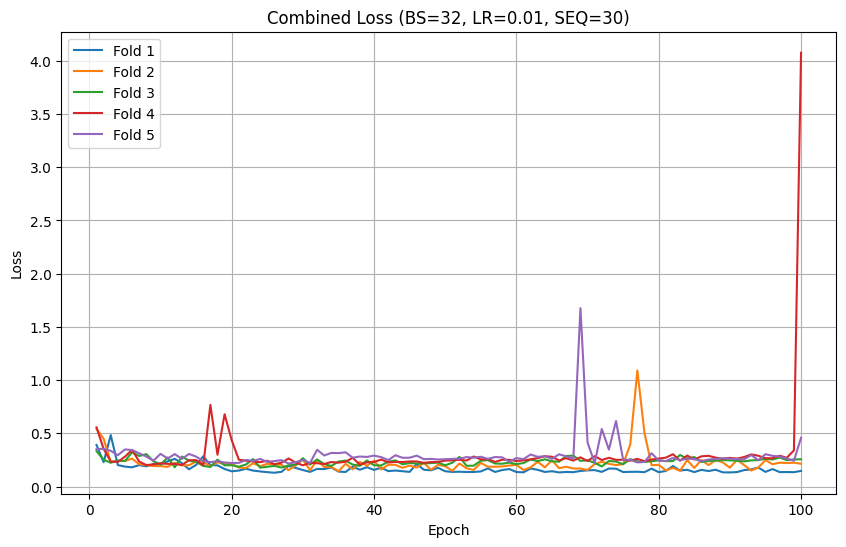 Combined Loss (BS=32, LR=0.01, SEQ=30)
Fold 1
Fold 2
Fold 3
Fold 4
Fold 5
Loss
4.0
3.5
3.0
2.5
2.0
1.5
1.0
0.5
0.0
0 20 40 60 80 100
Epoch